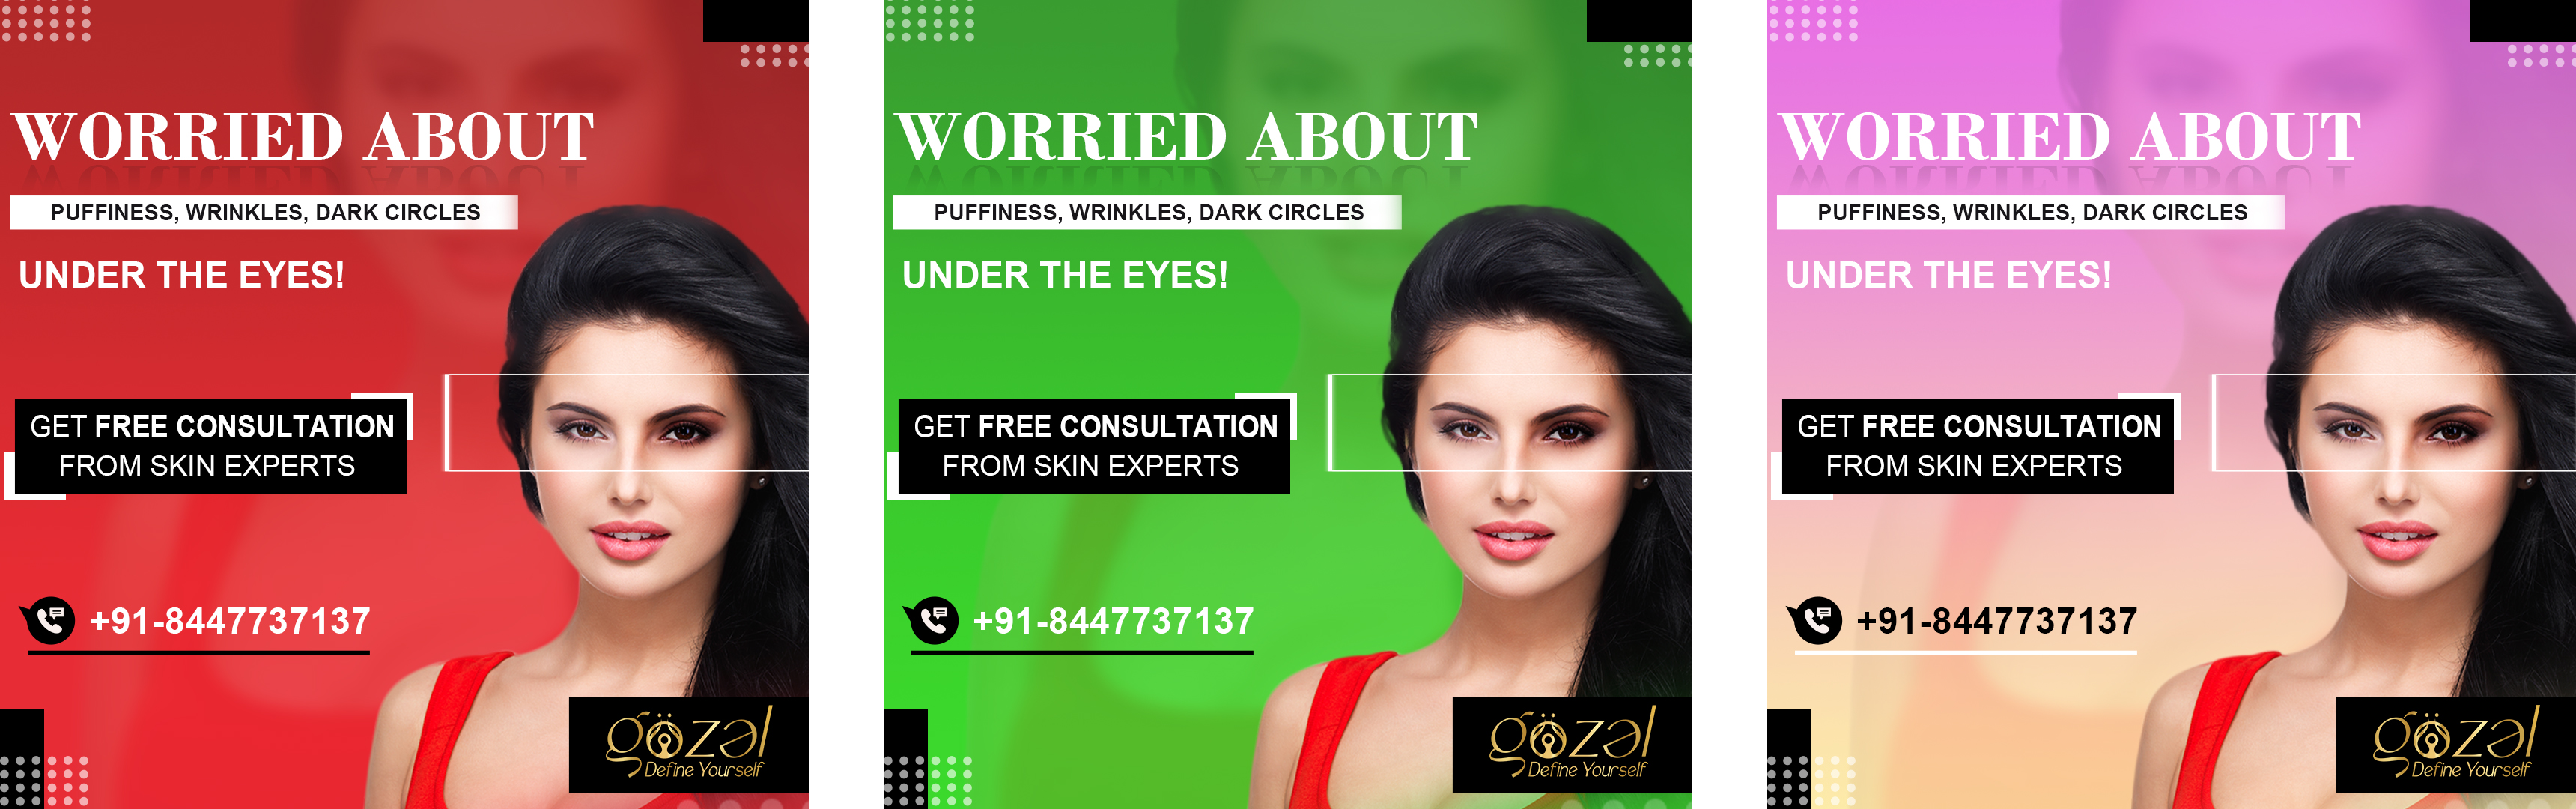 WORRIED ABOUT
PUFFINESS, WRINKLES, DARK CIRCLES
UNDER THE EYES!
GET FREE CONSULTATION
FROM SKIN EXPERTS
+91-8447737137
gözəl
Define Yourself
WORRIED ABOUT
PUFFINESS, WRINKLES, DARK CIRCLES
UNDER THE EYES!
GET FREE CONSULTATION
FROM SKIN EXPERTS
+91-8447737137
gözəl
Define Yourself
WORRIED ABOUT
PUFFINESS, WRINKLES, DARK CIRCLES
UNDER THE EYES!
GET FREE CONSULTATION
FROM SKIN EXPERTS
+91-8447737137
gözəl
Define Yourself